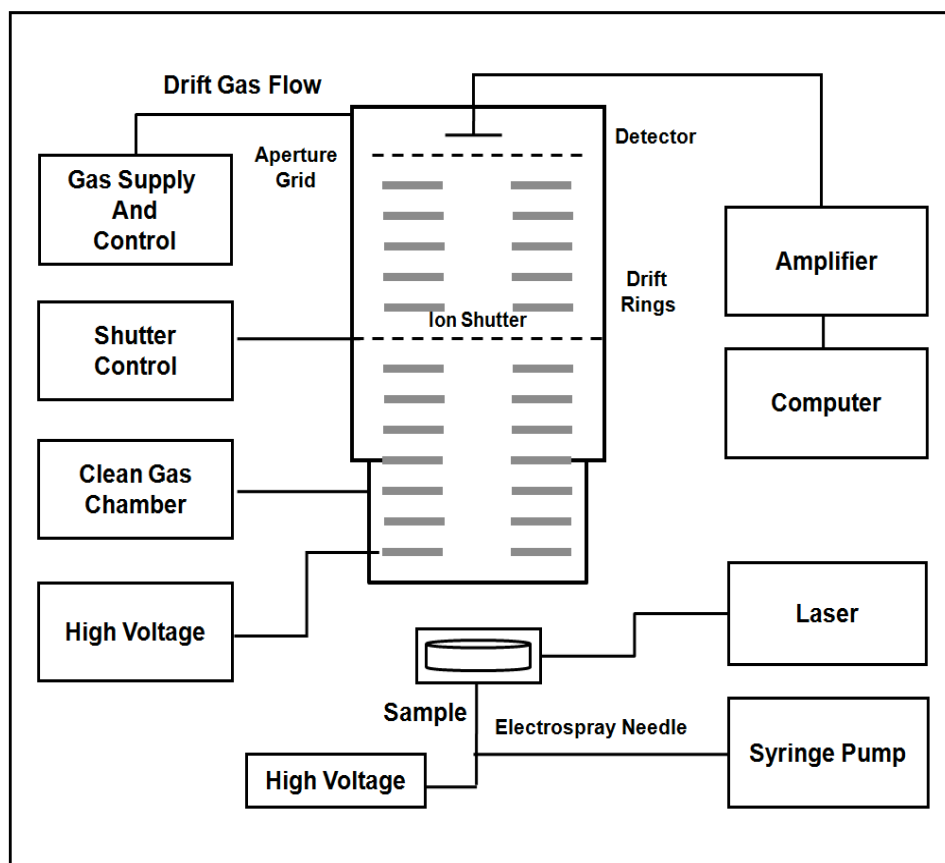 Drift Gas Flow
Aperture
Grid
Detector
Gas Supply
And
Control
Amplifier
Drift
Rings
Ion Shutter
Shutter
Control
Computer
Clean Gas
Chamber
High Voltage
Laser
Sample
Electrospray Needle
Syringe Pump
High Voltage